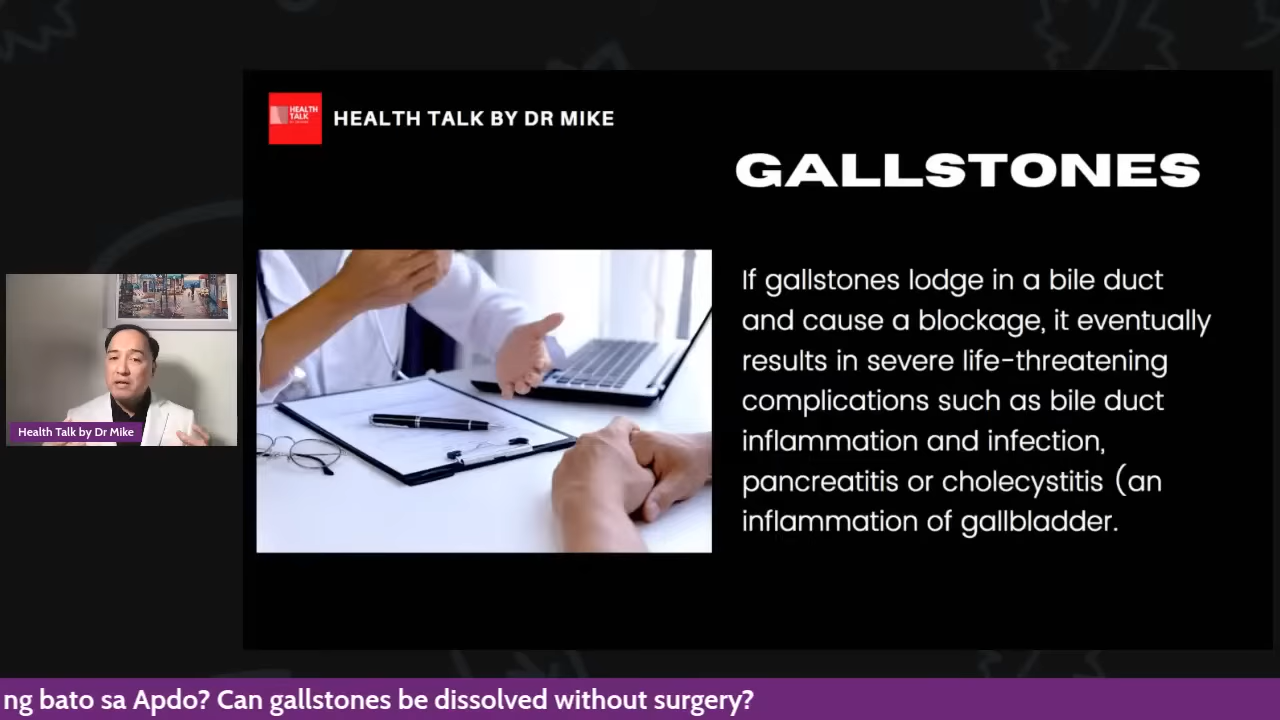 HEALTH
TALK
HEALTH TALK BY DR MIKE
GALLSTONES
If gallstones lodge in a bile duct
and cause a blockage, it eventually
results in severe life-threatening
complications such as bile duct
inflammation and infection,
pancreatitis or cholecystitis (an
inflammation of gallbladder.
Health Talk by Dr Mike
ng bato sa Apdo? Can gallstones be dissolved without surgery?